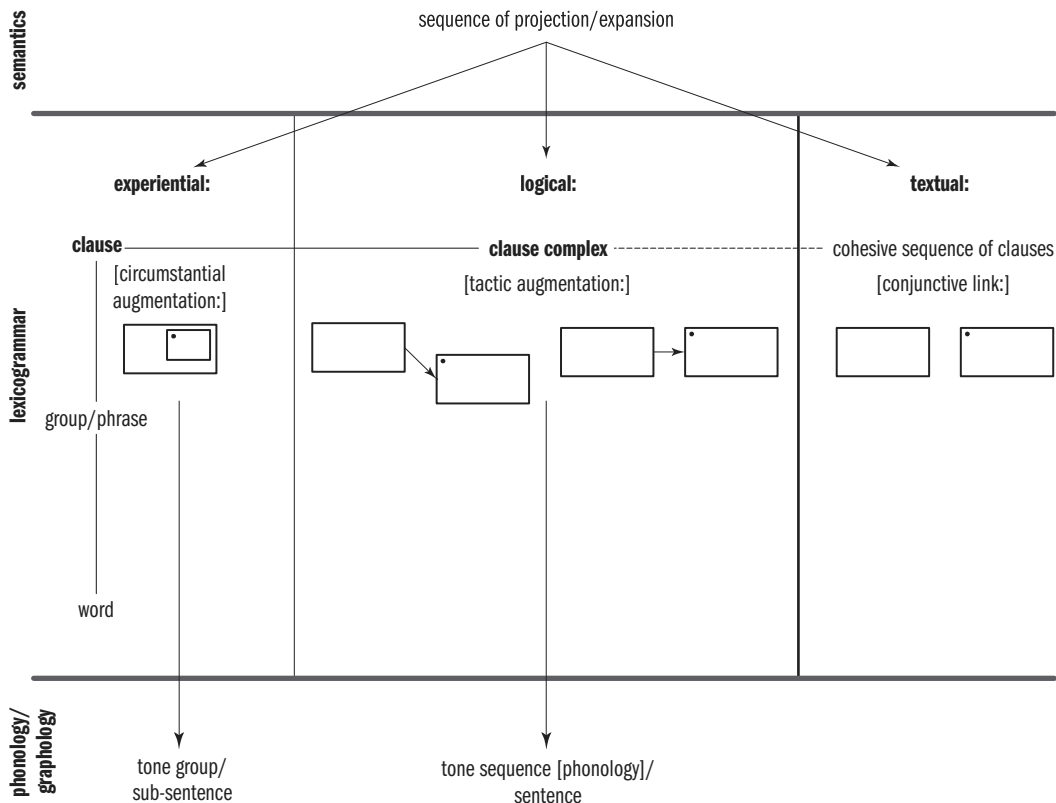 semantics
sequence of projection/expansion
experiential:
logical:
textual:
lexicogrammar
clause
clause complex
cohesive sequence of clauses
[circumstantial
augmentation:]
[tactic augmentation:]
[conjunctive link:]
group/phrase
word
phonology/
graphology
tone group/
sub-sentence
tone sequence [phonology]/
sentence